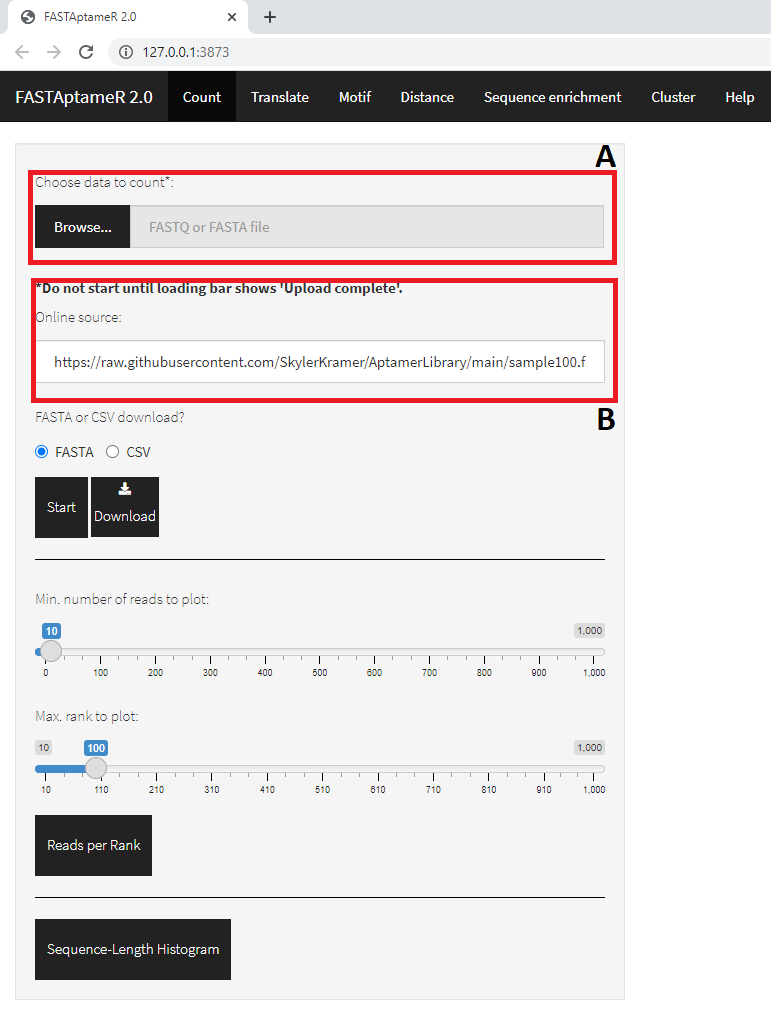 FASTAptameR 2.0
127.0.0.1:3873
FASTAptameR 2.0 Count Translate Motif Distance Sequence enrichment Cluster Help
A
Choose data to count*:
Browse... FASTQ or FASTA file
*Do not start until loading bar shows 'Upload complete'.
Online source:
https://raw.githubusercontent.com/SkylerKramer/AptamerLibrary/main/sample100.f
B
FASTA or CSV download?
FASTA CSV
Start Download
Min. number of reads to plot:
10 1,000
0 100 200 300 400 500 600 700 800 900 1,000
Max. rank to plot:
10 100 1,000
10 110 210 310 410 510 610 710 810 910 1,000
Reads per Rank
Sequence-Length Histogram